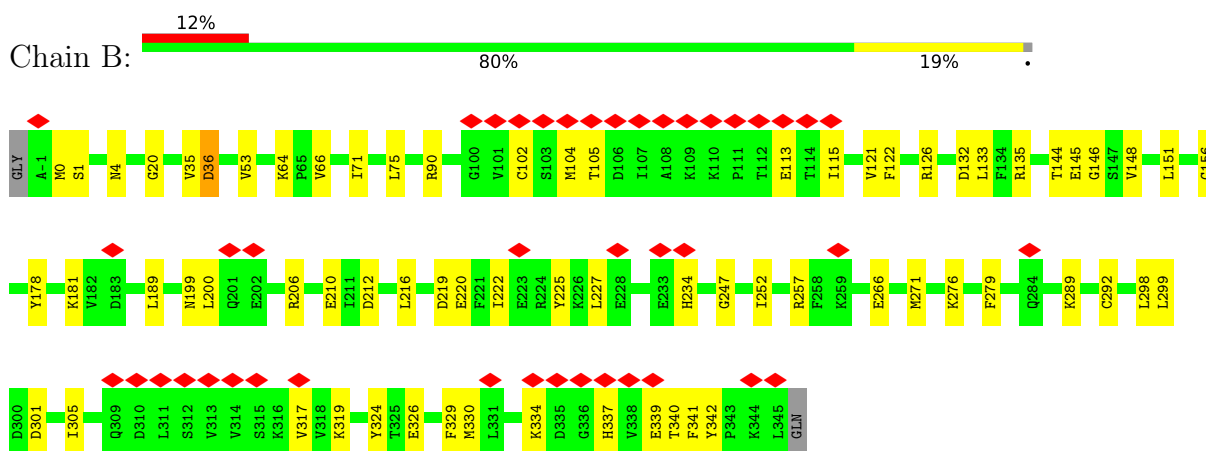 12%
Chain B:
80% 19% •
GLY A-1 M0 S1 N4 G20 V35 D36 V53 K64 P65 V66 I71 L75 R90 G100 V101 C102 S103 M104 T105 D106 I107 A108 K109 K110 P111 T112 E113 T114 I115 V121 F122 R126 D132 L133 F134 R135 T144 E145 G146 S147 V148 L151
Y178 K181 V182 D183 L189 N199 L200 Q201 E202 R206 E210 I211 D212 L216 D219 E220 F221 I222 E223 R224 Y225 K226 L227 E228 E233 H234 G247 I252 R257 F258 K259 E266 M271 K276 F279 Q284 K289 C292 L298 L299
D300 D301 I305 Q309 D310 L311 S312 V313 V314 S315 K316 V317 V318 K319 Y324 T325 E326 F329 M330 L331 K334 D335 G336 H337 V338 E339 T340 F341 Y342 P343 K344 L345 GLN